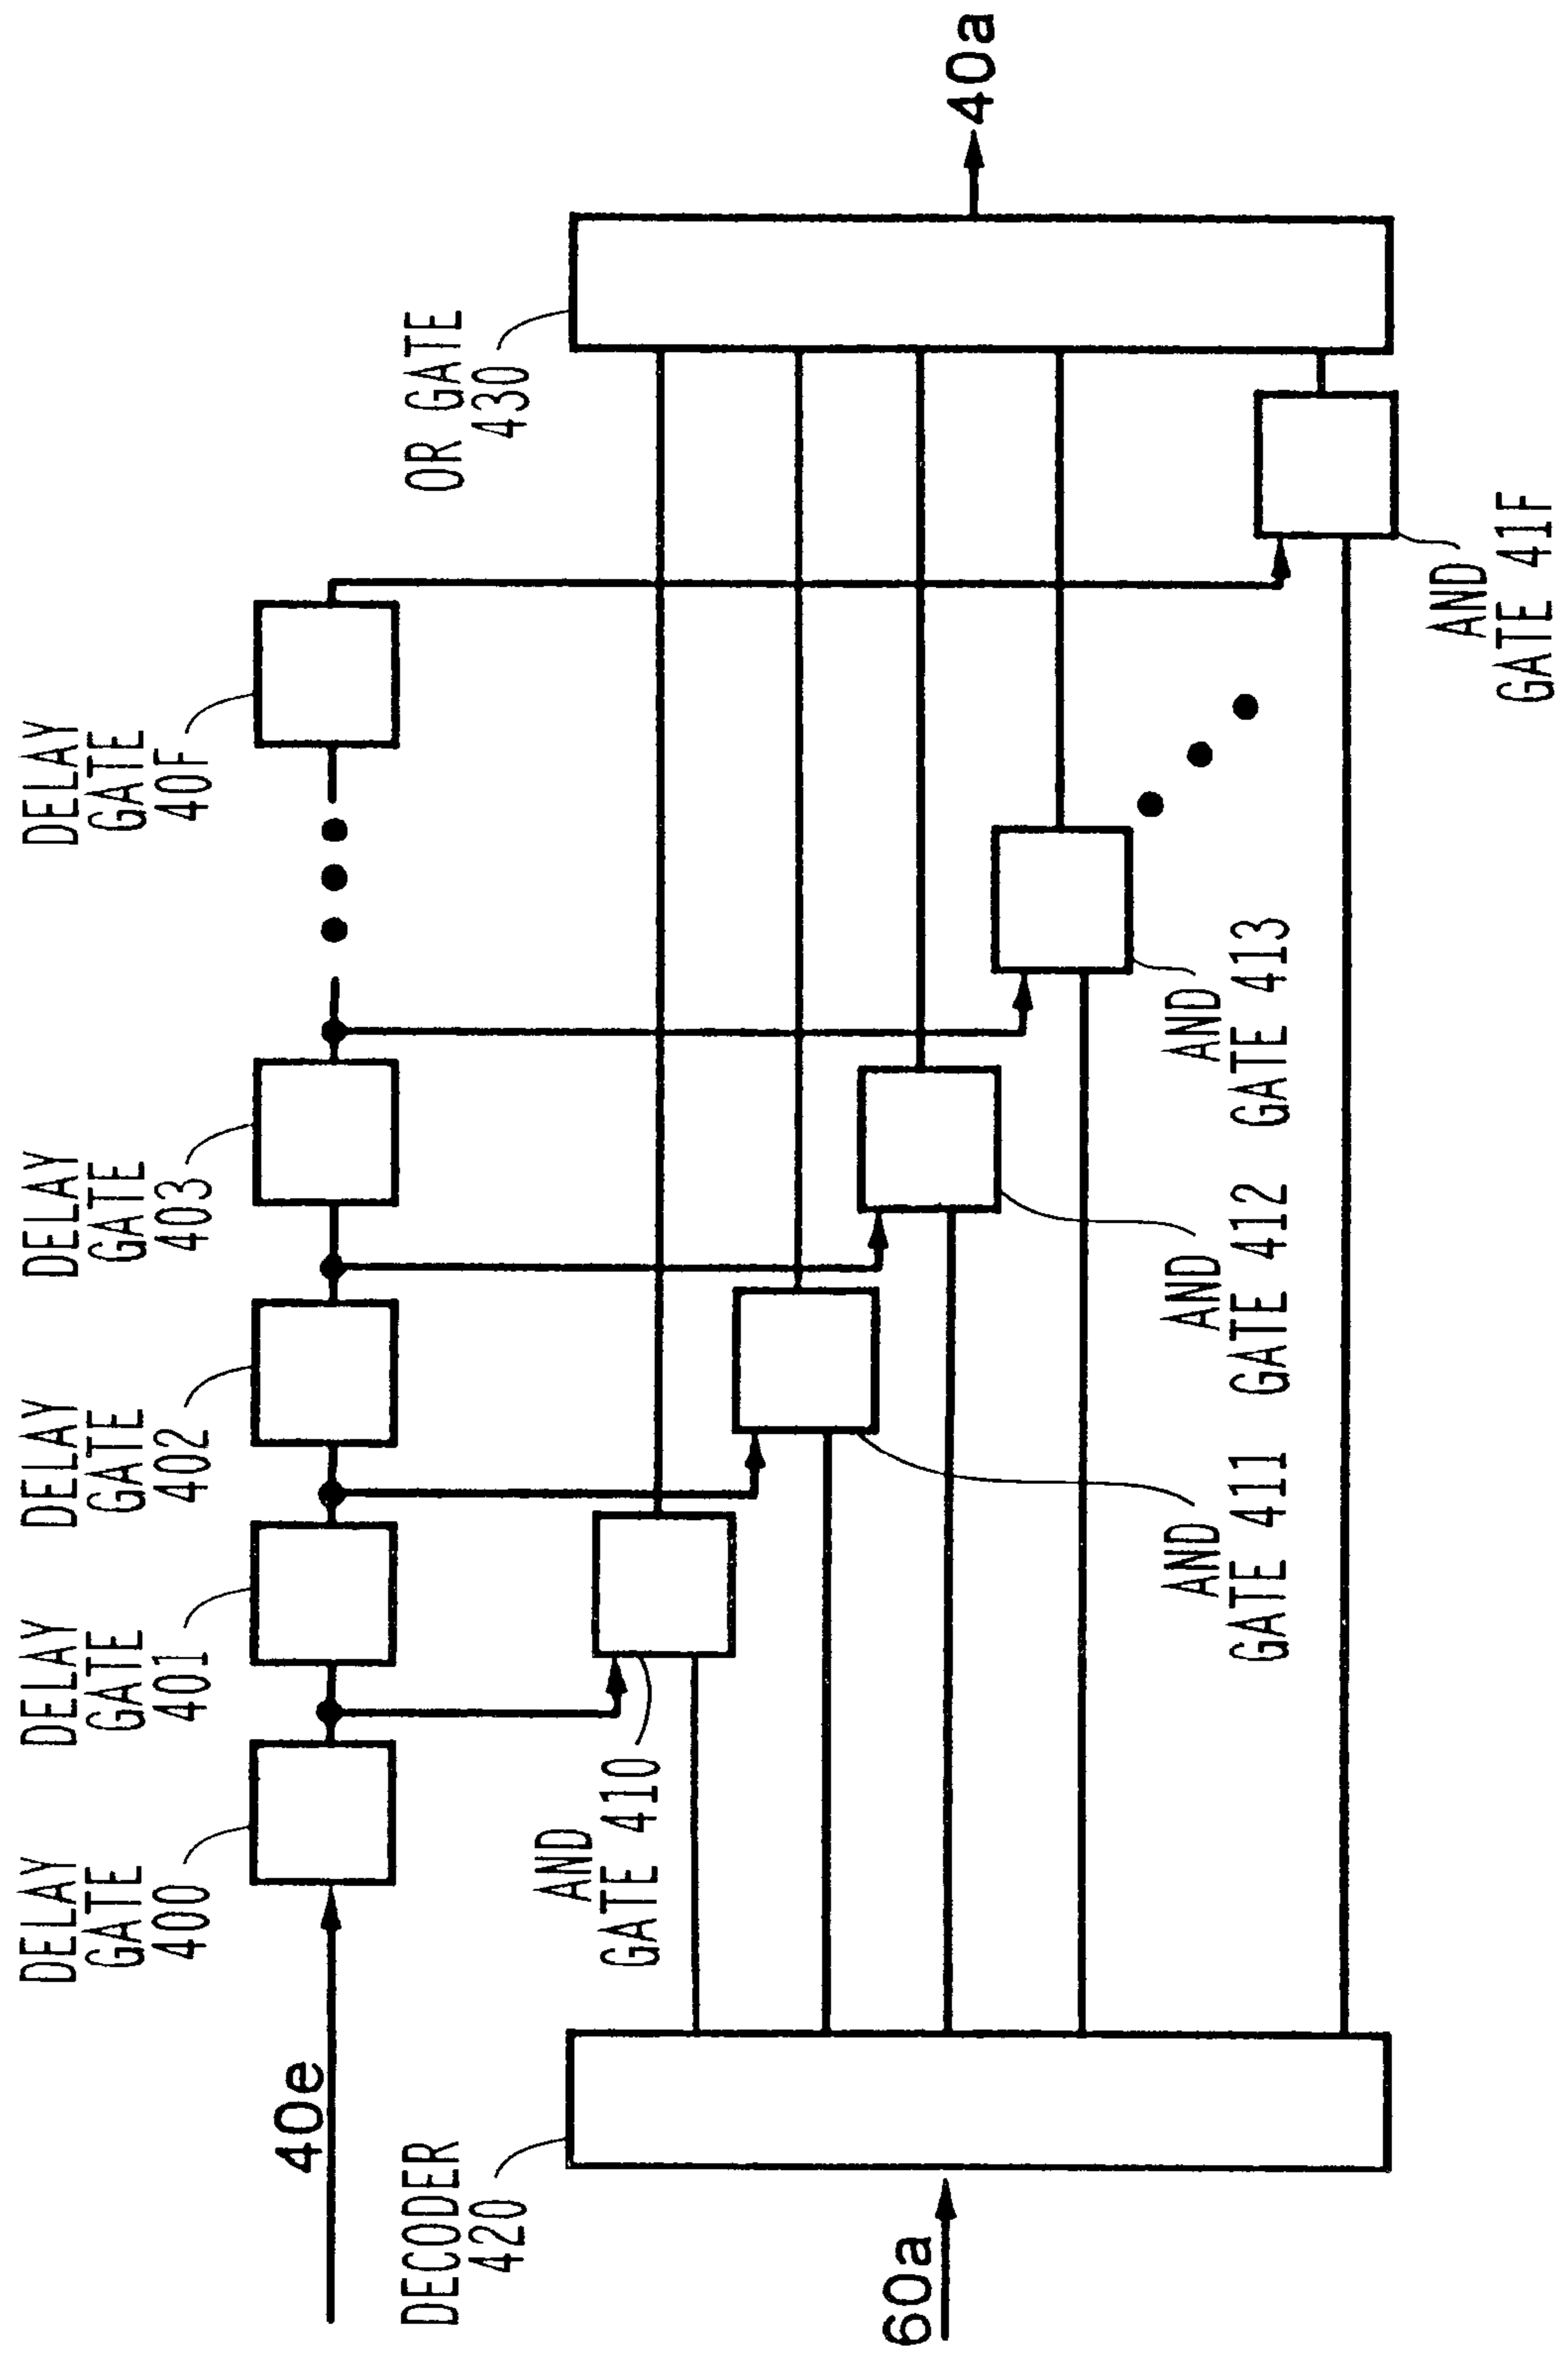 DELAY
GATE
400
DELAY
GATE
401
DELAY
GATE
402
DELAY
GATE
403
DELAY
GATE
40F
40e
AND
GATE 410
OR GATE
430
DECODER
420
60a
40a
AND
GATE 411
AND
GATE 412
AND
GATE 413
AND
GATE 41F